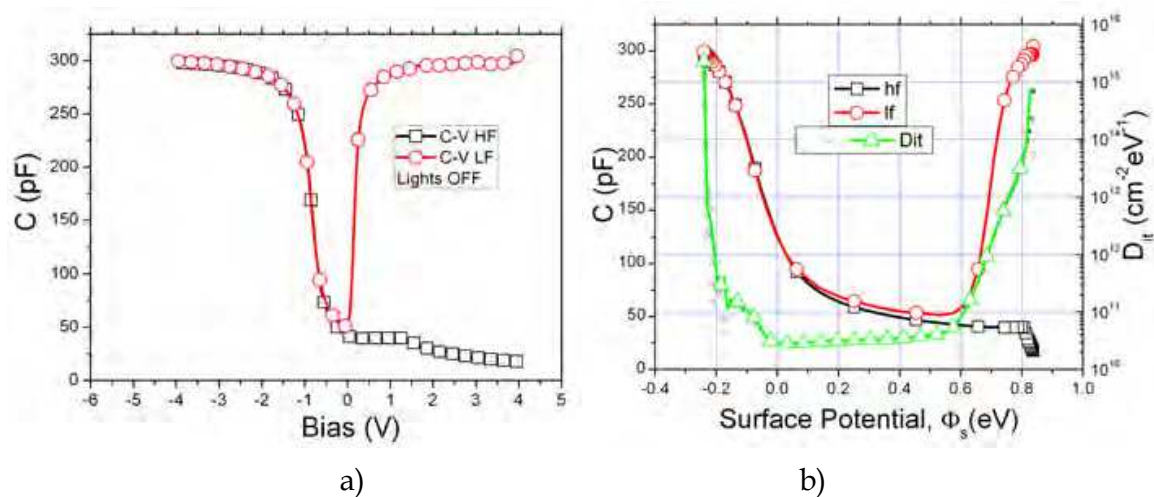 300
250
200
150
100
50
0
C (pF)
C-V HF
C-V LF
Lights OFF
-6 -5 -4 -3 -2 -1 0 1 2 3 4 5
Bias (V)
a)
300
250
200
150
100
50
0
C (pF)
hf
lf
Dit
10¹⁶
10¹⁵
10¹⁴
10¹³
10¹²
10¹¹
10¹⁰
D_it (cm⁻²eV⁻¹)
-0.4 -0.2 0.0 0.2 0.4 0.6 0.8 1.0
Surface Potential, Φ_s(eV)
b)